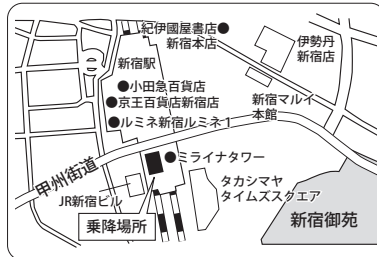 紀伊國屋書店
新宿本店
伊勢丹
新宿店
新宿駅
小田急百貨店
京王百貨店新宿店
新宿マルイ
本館
ルミネ新宿ルミネ1
ミライナタワー
甲州街道
タカシマヤ
タイムズスクエア
JR新宿ビル
乗降場所
新宿御苑